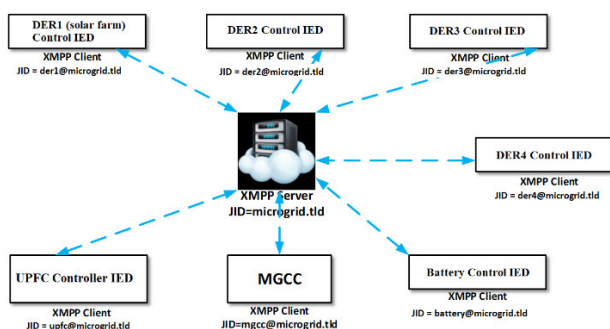 DER1 (solar farm)
Control IED
XMPP Client
JID = der1@microgrid.tld
DER2 Control IED
XMPP Client
JID = der2@microgrid.tld
DER3 Control IED
XMPP Client
JID = der3@microgrid.tld
XMPP Server
JID=microgrid.tld
DER4 Control IED
XMPP Client
JID = der4@microgrid.tld
UPFC Controller IED
XMPP Client
JID = upfc@microgrid.tld
MGCC
XMPP Client
JID=mgcc@microgrid.tld
Battery Control IED
XMPP Client
JID = battery@microgrid.tld